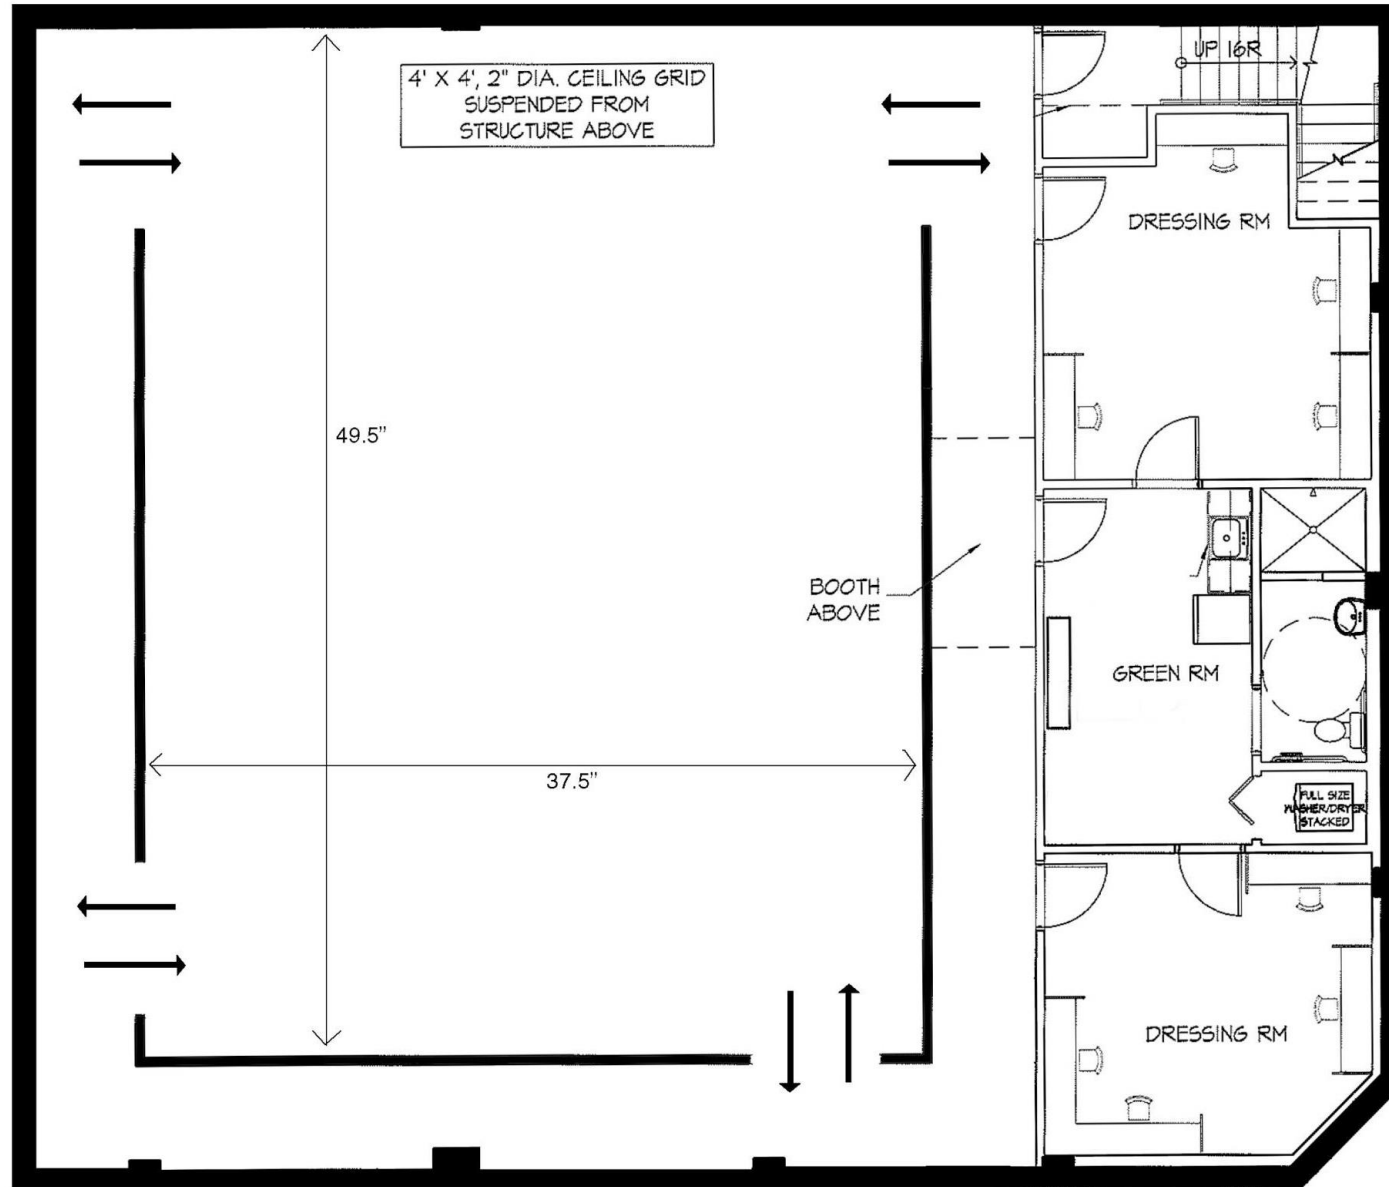 4' X 4', 2" DIA. CEILING GRID
SUSPENDED FROM
STRUCTURE ABOVE
UP 16R
DRESSING RM
49.5"
BOOTH
ABOVE
GREEN RM
37.5"
FULL SIZE
WASHER/DRYER
STACKED
DRESSING RM